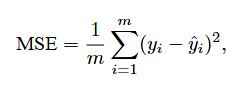 MSE = \frac{1}{m} \sum_{i=1}^{m} (y_i - \hat{y}_i)^2,